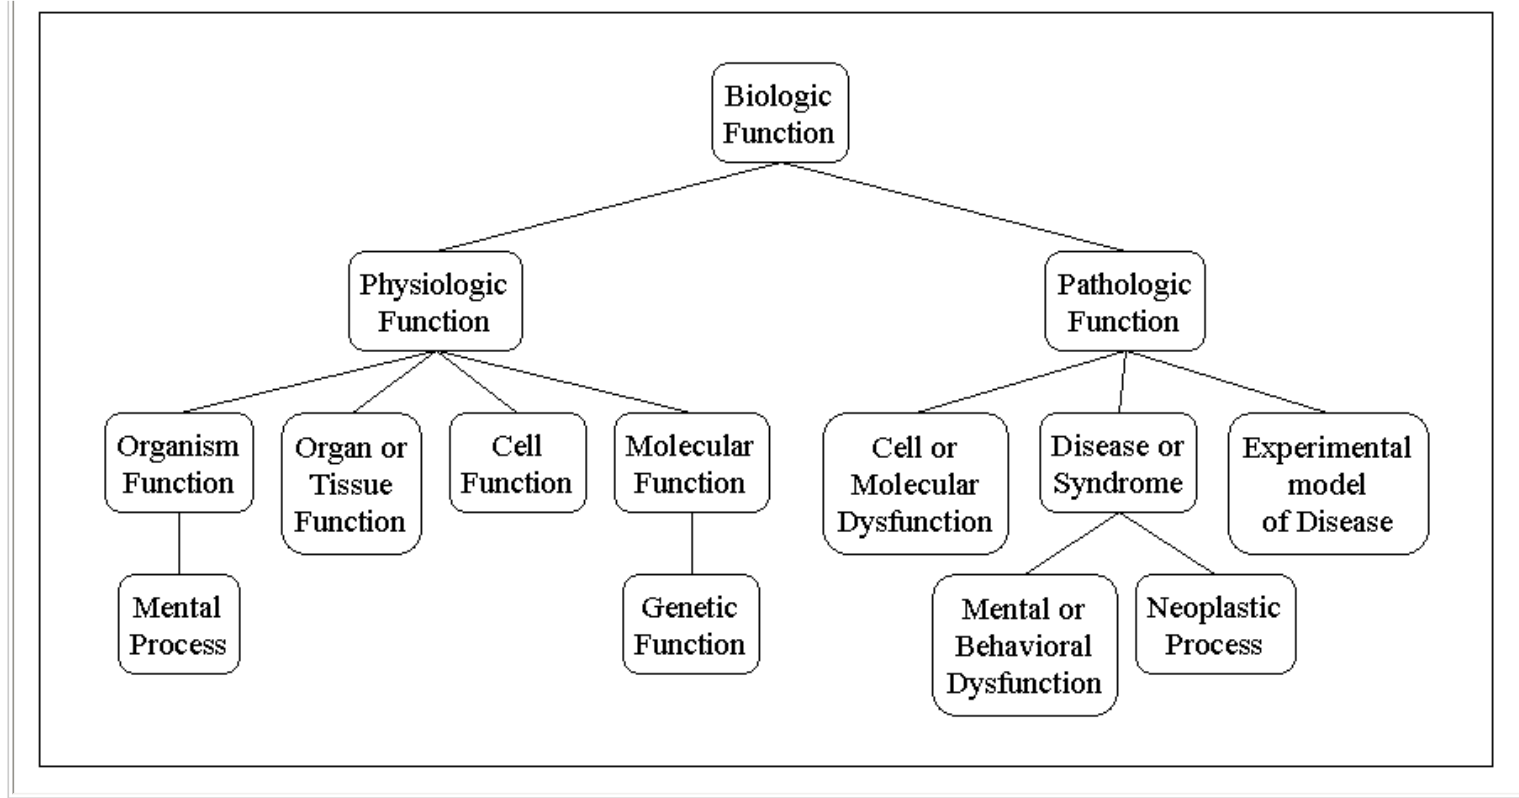 Biologic
Function
Physiologic
Function
Pathologic
Function
Organism
Function
Organ or
Tissue
Function
Cell
Function
Molecular
Function
Cell or
Molecular
Dysfunction
Disease or
Syndrome
Experimental
model
of Disease
Mental
Process
Genetic
Function
Mental or
Behavioral
Dysfunction
Neoplastic
Process